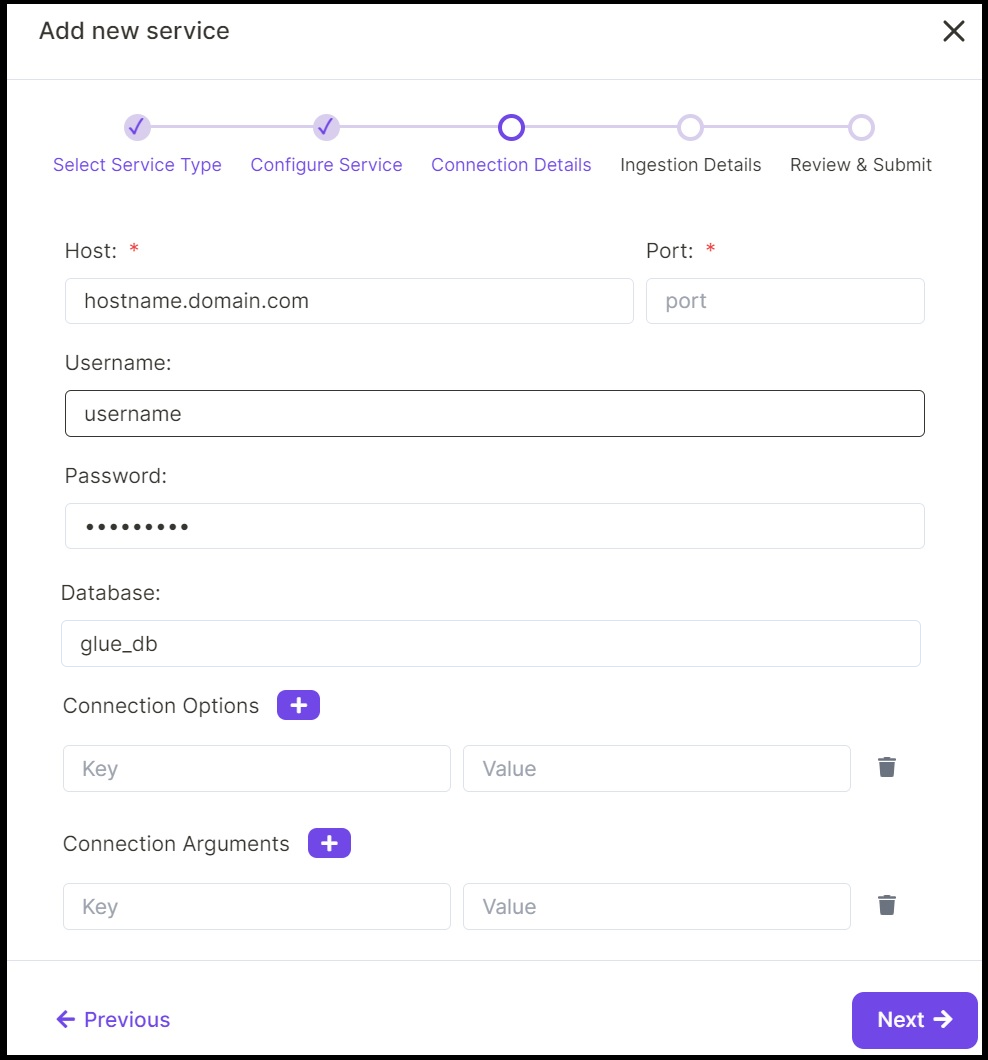 Add new service
Select Service Type Configure Service Connection Details Ingestion Details Review & Submit
Host: * Port: *
hostname.domain.com port
Username:
username
Password:
•••••••••
Database:
glue_db
Connection Options
Key Value
Connection Arguments
Key Value
Previous Next